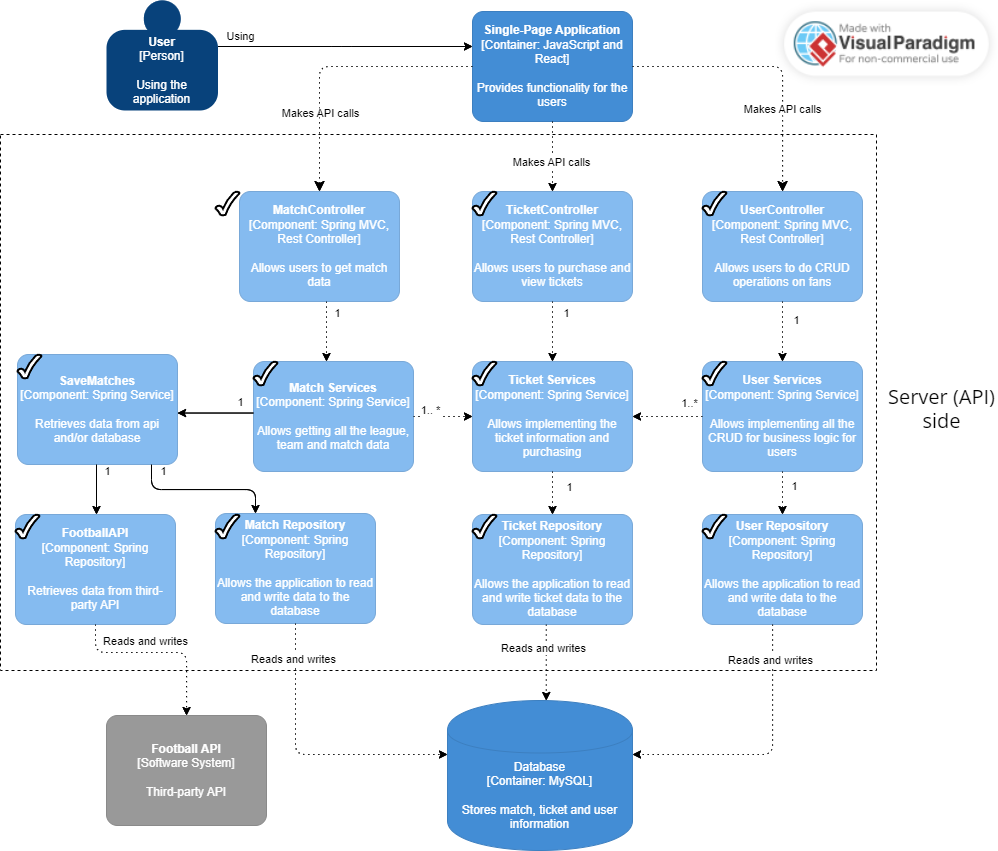 User
[Person]
Using the
application
Using
Single-Page Application
[Container: JavaScript and
React]
Provides functionality for the
users
Made with
VisualParadigm
For non-commercial use
Makes API calls
Makes API calls
Makes API calls
MatchController
[Component: Spring MVC,
Rest Controller]
Allows users to get match
data
TicketController
[Component: Spring MVC,
Rest Controller]
Allows users to purchase and
view tickets
UserController
[Component: Spring MVC,
Rest Controller]
Allows users to do CRUD
operations on fans
1
1
1
SaveMatches
[Component: Spring Service]
Retrieves data from api
and/or database
1
Match Services
[Component: Spring Service]
Allows getting all the league,
team and match data
1.. *
Ticket Services
[Component: Spring Service]
Allows implementing the
ticket information and
purchasing
1..*
User Services
[Component: Spring Service]
Allows implementing all the
CRUD for business logic for
users
Server (API)
side
1
1
1
1
FootballAPI
[Component: Spring
Repository]
Retrieves data from third-
party API
Match Repository
[Component: Spring
Repository]
Allows the application to read
and write data to the
database
Ticket Repository
[Component: Spring
Repository]
Allows the application to read
and write ticket data to the
database
User Repository
[Component: Spring
Repository]
Allows the application to read
and write data to the
database
Reads and writes
Reads and writes
Reads and writes
Reads and writes
Football API
[Software System]
Third-party API
Database
[Container: MySQL]
Stores match, ticket and user
information